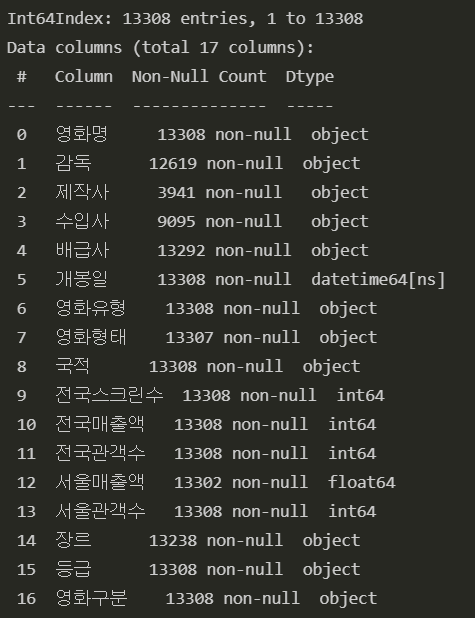 Int64Index: 13308 entries, 1 to 13308
Data columns (total 17 columns):
 #   Column  Non-Null Count  Dtype
---  ------  --------------  -----
 0   영화명     13308 non-null  object
 1   감독      12619 non-null  object
 2   제작사     3941 non-null   object
 3   수입사     9095 non-null   object
 4   배급사     13292 non-null  object
 5   개봉일     13308 non-null  datetime64[ns]
 6   영화유형    13308 non-null  object
 7   영화형태    13307 non-null  object
 8   국적      13308 non-null  object
 9   전국스크린수  13308 non-null  int64
 10  전국매출액   13308 non-null  int64
 11  전국관객수   13308 non-null  int64
 12  서울매출액   13302 non-null  float64
 13  서울관객수   13308 non-null  int64
 14  장르      13238 non-null  object
 15  등급      13308 non-null  object
 16  영화구분    13308 non-null  object